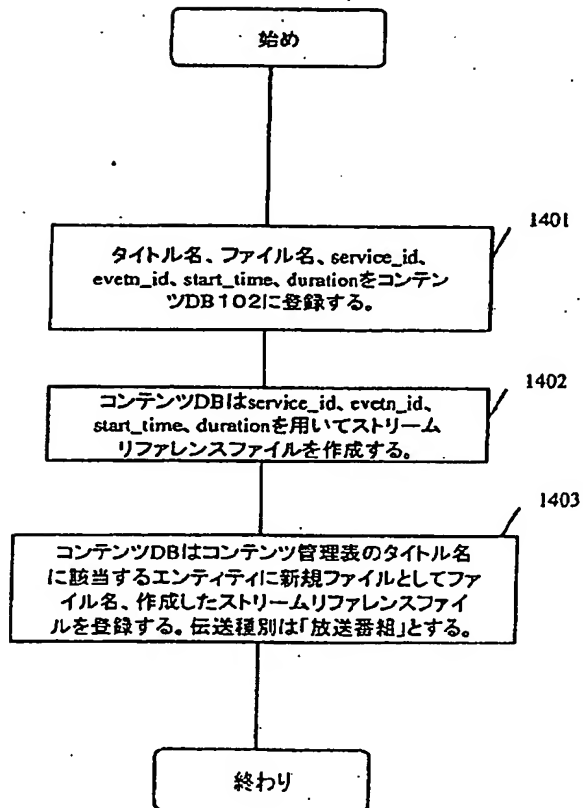 始め
1401
タイトル名、ファイル名、service_id、
evetn_id、start_time、durationをコンテン
ツDB102に登録する。
1402
コンテンツDBはservice_id、evetn_id、
start_time、durationを用いてストリーム
リファレンスファイルを作成する。
1403
コンテンツDBはコンテンツ管理表のタイトル名
に該当するエンティティに新規ファイルとしてファ
イル名、作成したストリームリファレンスファイ
ルを登録する。伝送種別は「放送番組」とする。
終わり